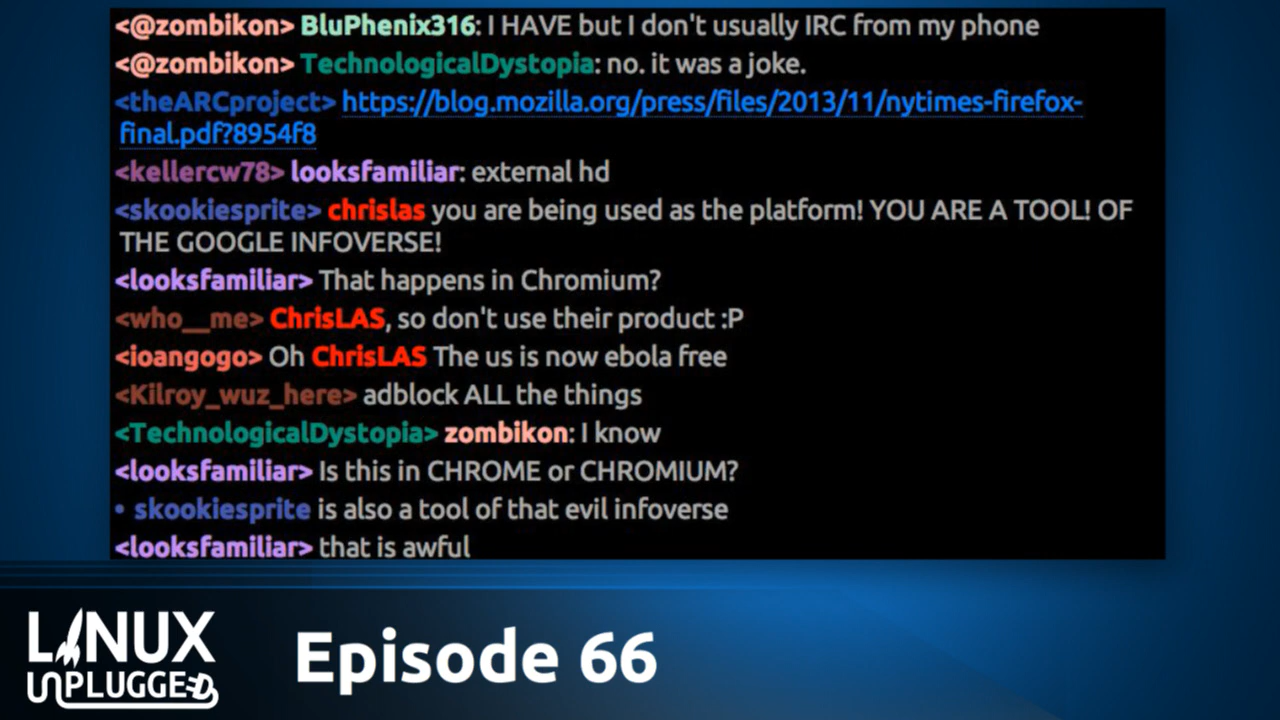 <@zombikon> BluPhenix316: I HAVE but I don't usually IRC from my phone
<@zombikon> TechnologicalDystopia: no. it was a joke.
<theARCproject> https://blog.mozilla.org/press/files/2013/11/nytimes-firefox-
final.pdf?8954f8
<kellercw78> looksfamiliar: external hd
<skookiesprite> chrislas you are being used as the platform! YOU ARE A TOOL! OF
THE GOOGLE INFOVERSE!
<looksfamiliar> That happens in Chromium?
<who__me> ChrisLAS, so don't use their product :P
<ioangogo> Oh ChrisLAS The us is now ebola free
<Kilroy_wuz_here> adblock ALL the things
<TechnologicalDystopia> zombikon: I know
<looksfamiliar> Is this in CHROME or CHROMIUM?
• skookiesprite is also a tool of that evil infoverse
<looksfamiliar> that is awful
LINUX
UNPLUGGED
Episode 66